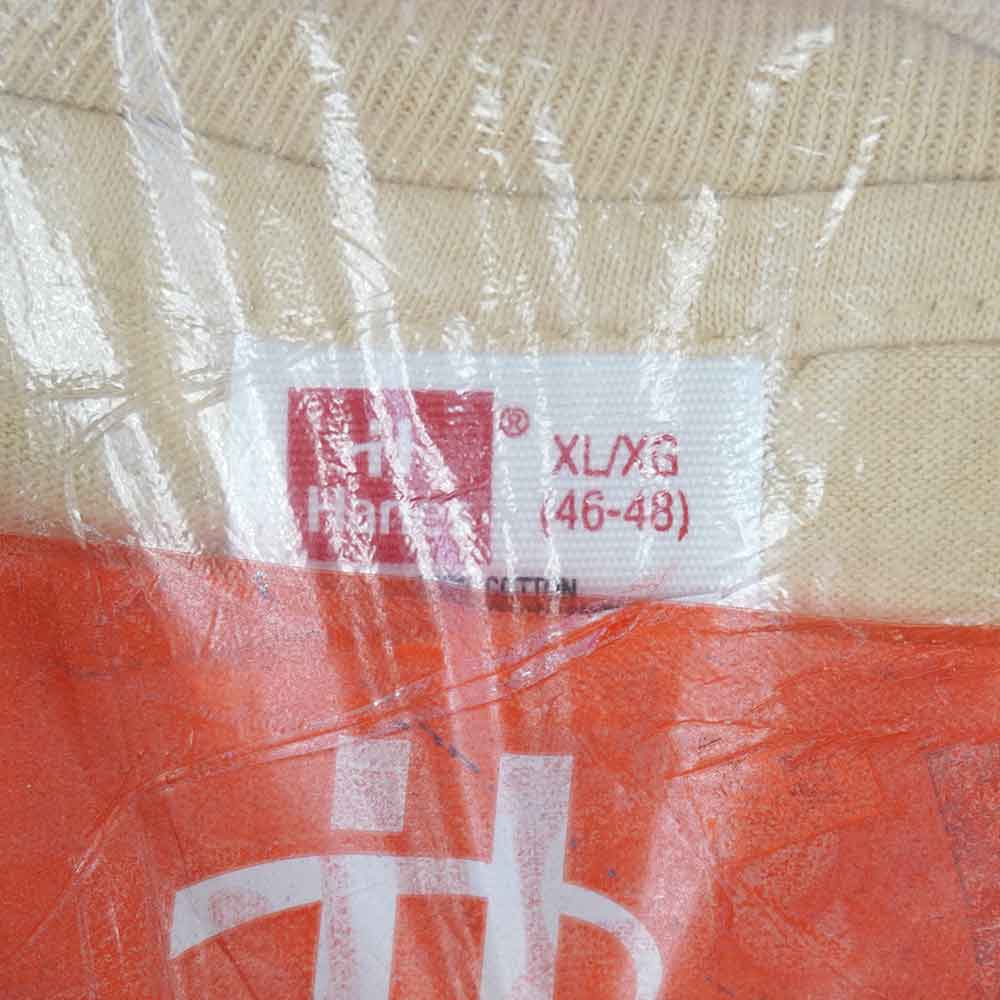 Hanes
®
XL/XG
(46-48)
COTTON